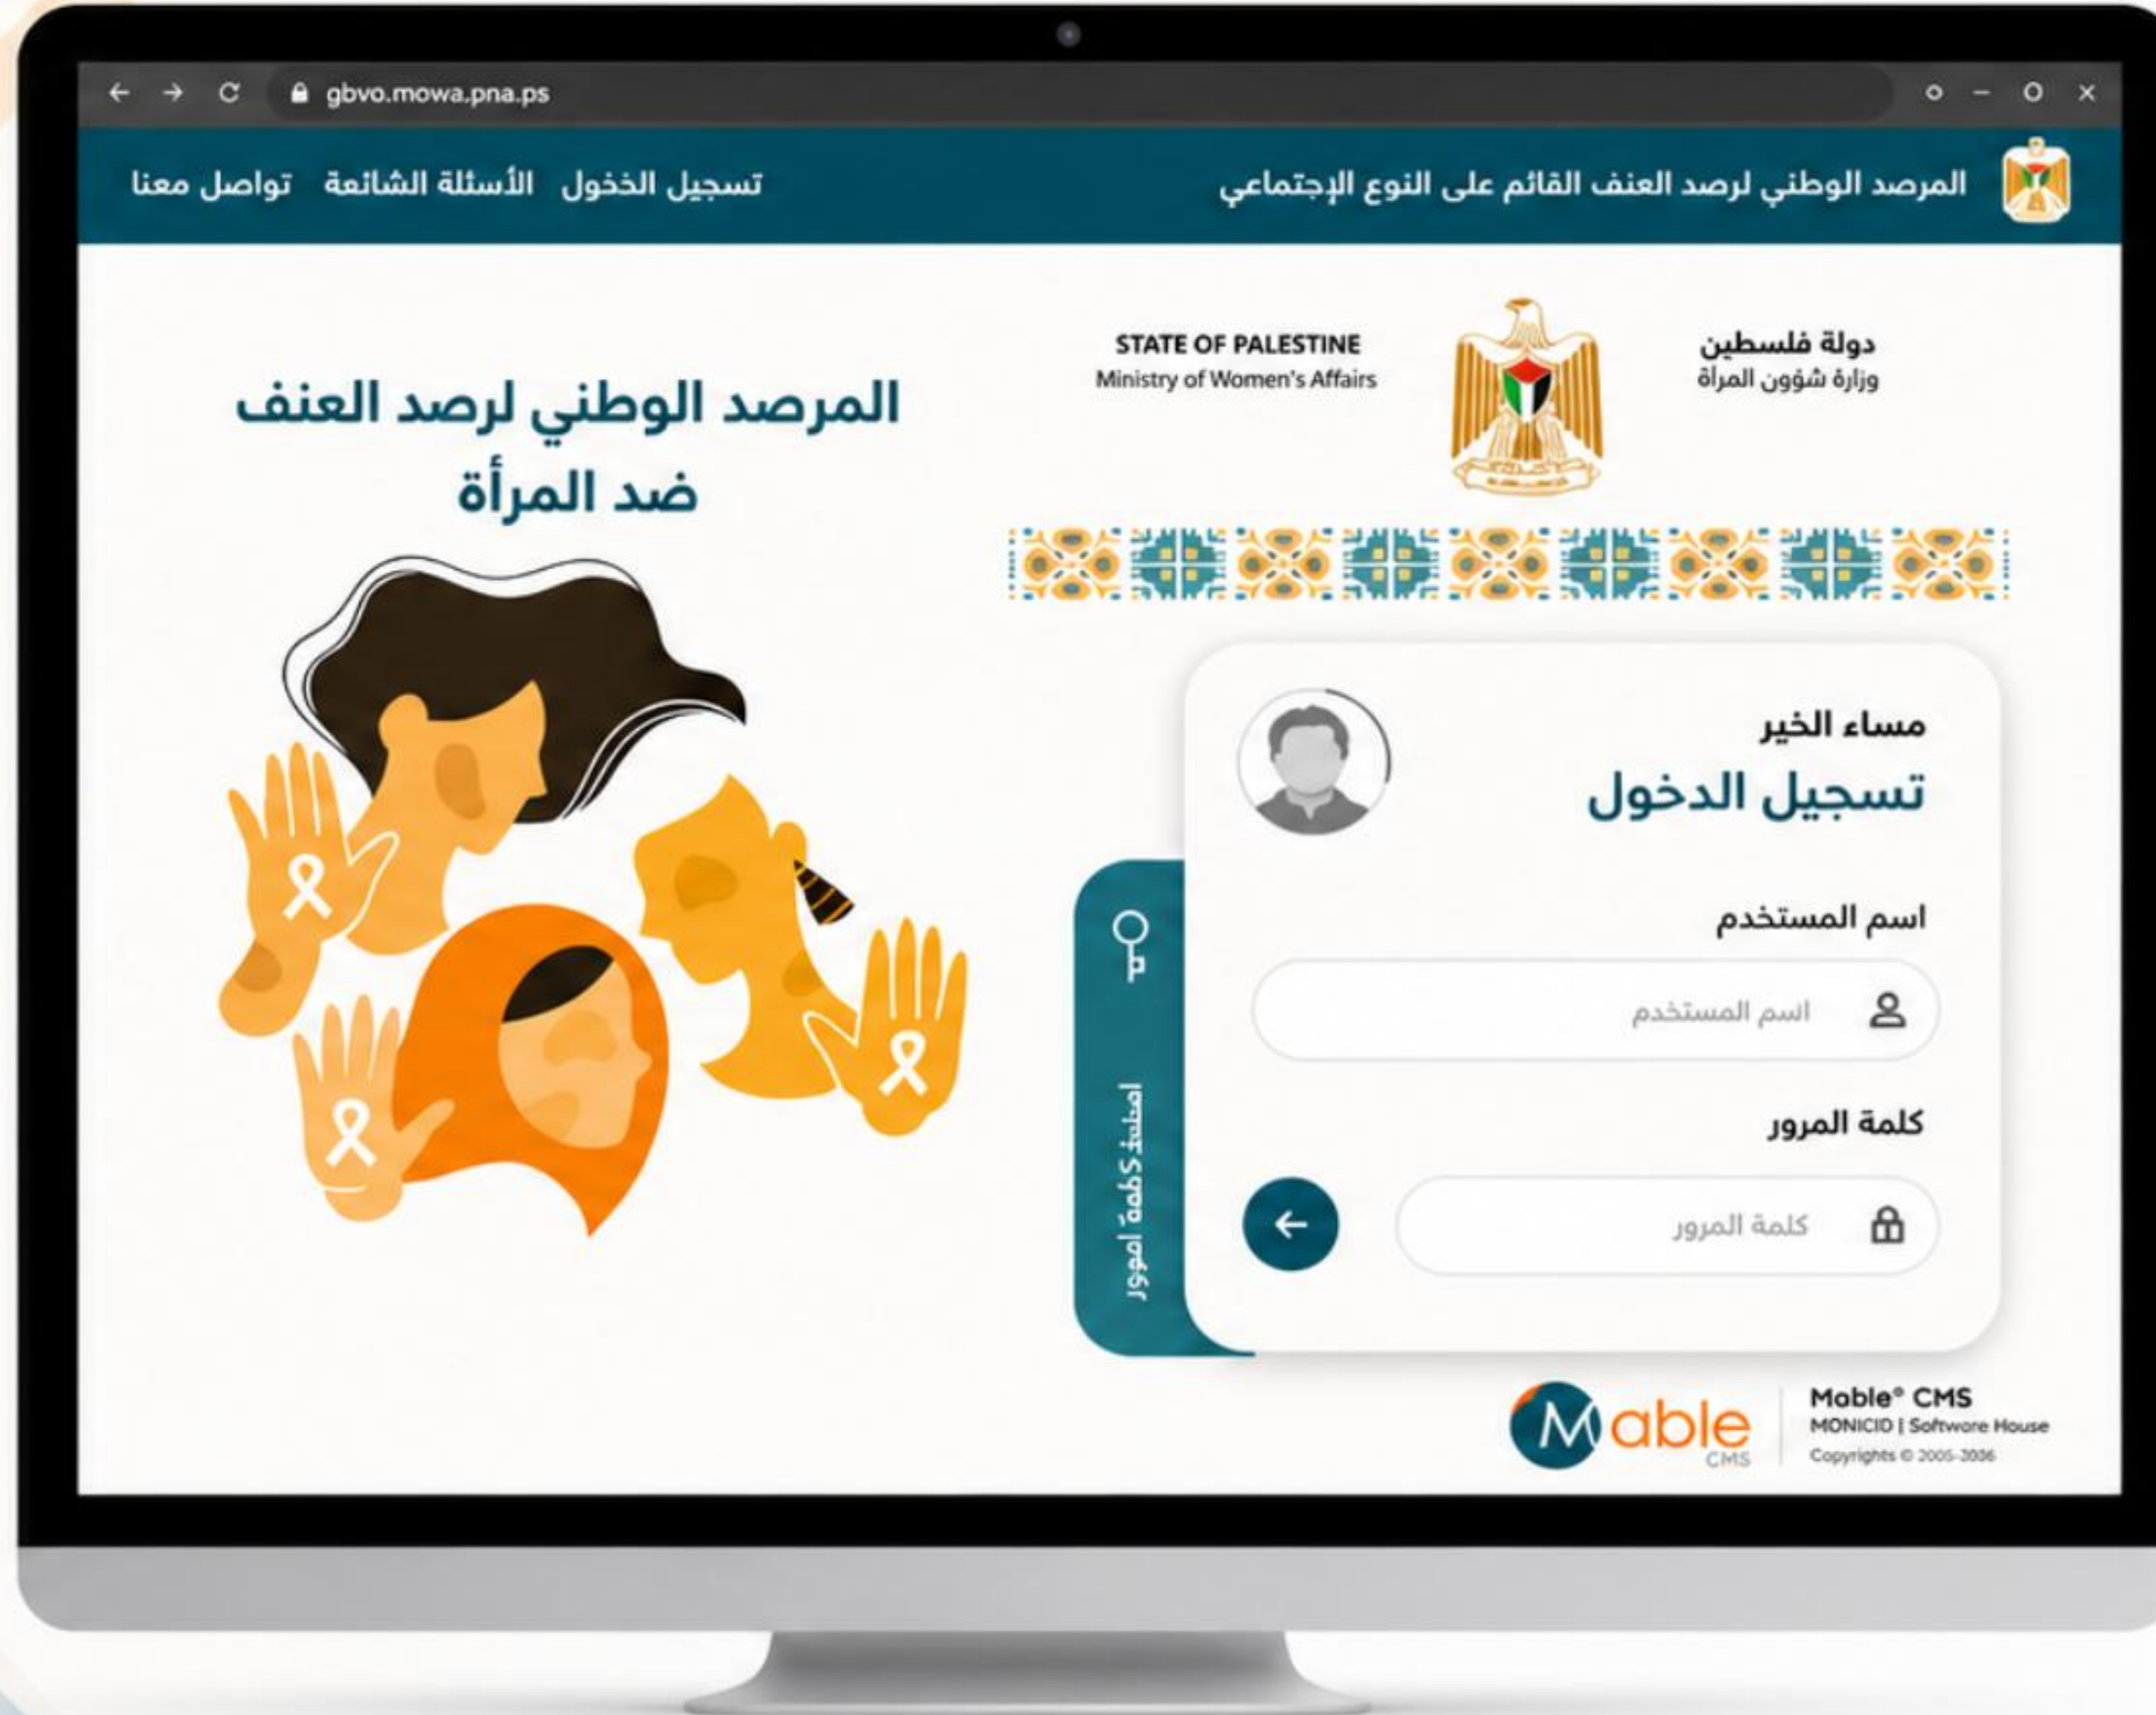 gbvo.mowa.pna.ps
المرصد الوطني لرصد العنف القائم على النوع الإجتماعي
تسجيل الخخول الأسئلة الشائعة تواصل معنا
دولة فلسطين
وزارة شؤون المرأة
STATE OF PALESTINE
Ministry of Women's Affairs
المرصد الوطني لرصد العنف
ضد المرأة
مساء الخير
تسجيل الدخول
اسم المستخدم
اسم المستخدم
كلمة المرور
كلمة المرور
Mable
CMS
Moble® CMS
MONICID | Software House
Copyrights © 2005-